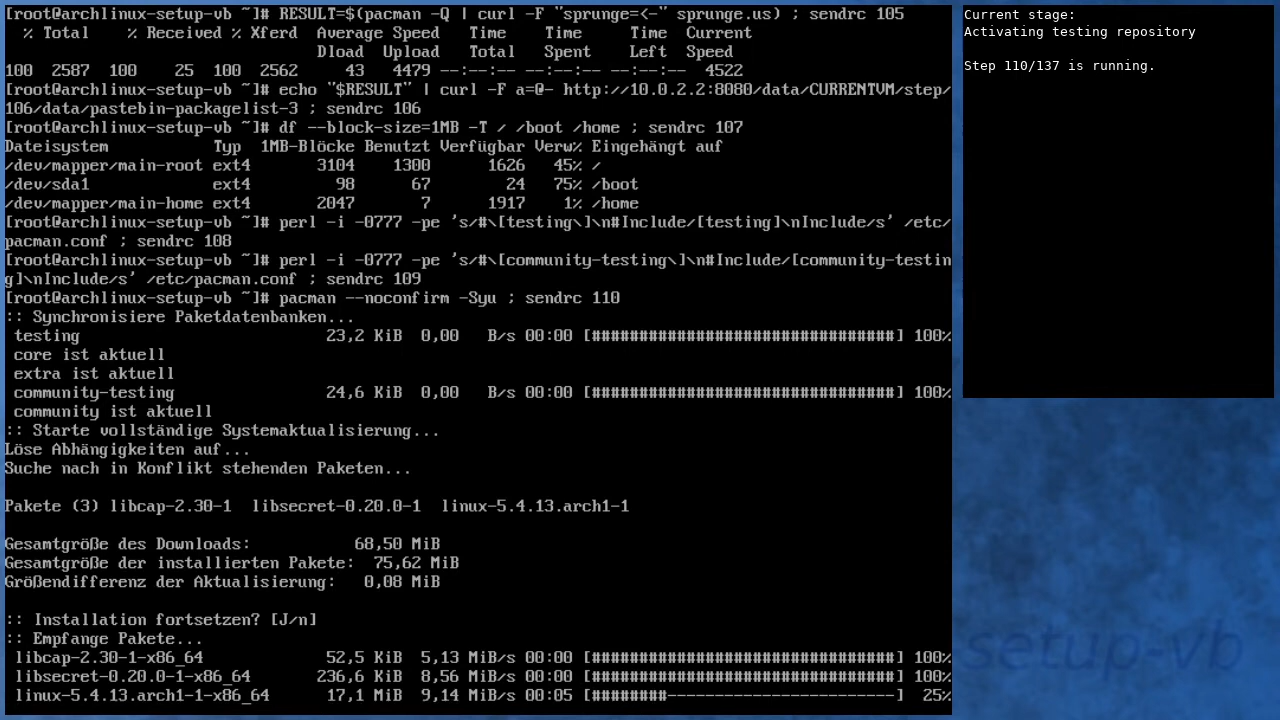 [root@archlinux-setup-vb ~]# RESULT=$(pacman -Q | curl -F "sprunge=<-" sprunge.us) ; sendrc 105
  % Total    % Received % Xferd  Average Speed   Time    Time     Time  Current
                                 Dload  Upload   Total   Spent    Left  Speed
100  2587  100    25  100  2562     43   4479 --:--:-- --:--:-- --:--:--  4522
[root@archlinux-setup-vb ~]# echo "$RESULT" | curl -F a=@- http://10.0.2.2:8080/data/CURRENTVM/step/
106/data/pastebin-packagelist-3 ; sendrc 106
[root@archlinux-setup-vb ~]# df --block-size=1MB -T / /boot /home ; sendrc 107
Dateisystem           Typ  1MB-Blöcke Benutzt Verfügbar Verw% Eingehängt auf
/dev/mapper/main-root ext4       3104    1300      1626   45% /
/dev/sda1             ext4         98      67        24   75% /boot
/dev/mapper/main-home ext4       2047       7      1917    1% /home
[root@archlinux-setup-vb ~]# perl -i -0777 -pe 's/#\[testing\]\n#Include/[testing]\nInclude/s' /etc/
pacman.conf ; sendrc 108
[root@archlinux-setup-vb ~]# perl -i -0777 -pe 's/#\[community-testing\]\n#Include/[community-testin
g]\nInclude/s' /etc/pacman.conf ; sendrc 109
[root@archlinux-setup-vb ~]# pacman --noconfirm -Syu ; sendrc 110
:: Synchronisiere Paketdatenbanken...
 testing                          23,2 KiB  0,00   B/s 00:00 [################################] 100%
 core ist aktuell
 extra ist aktuell
 community-testing                24,6 KiB  0,00   B/s 00:00 [################################] 100%
 community ist aktuell
:: Starte vollständige Systemaktualisierung...
Löse Abhängigkeiten auf...
Suche nach in Konflikt stehenden Paketen...
Pakete (3) libcap-2.30-1  libsecret-0.20.0-1  linux-5.4.13.arch1-1
Gesamtgröße des Downloads:           68,50 MiB
Gesamtgröße der installierten Pakete:  75,62 MiB
Größendifferenz der Aktualisierung:   0,08 MiB
:: Installation fortsetzen? [J/n]
:: Empfange Pakete...
 libcap-2.30-1-x86_64             52,5 KiB  5,13 MiB/s 00:00 [################################] 100%
 libsecret-0.20.0-1-x86_64       236,6 KiB  8,56 MiB/s 00:00 [################################] 100%
 linux-5.4.13.arch1-1-x86_64      17,1 MiB  9,14 MiB/s 00:05 [########------------------------]  25%
Current stage:
Activating testing repository
Step 110/137 is running.
setup-vb